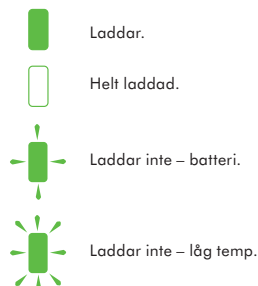 Laddar.
Helt laddad.
Laddar inte – batteri.
Laddar inte – låg temp.